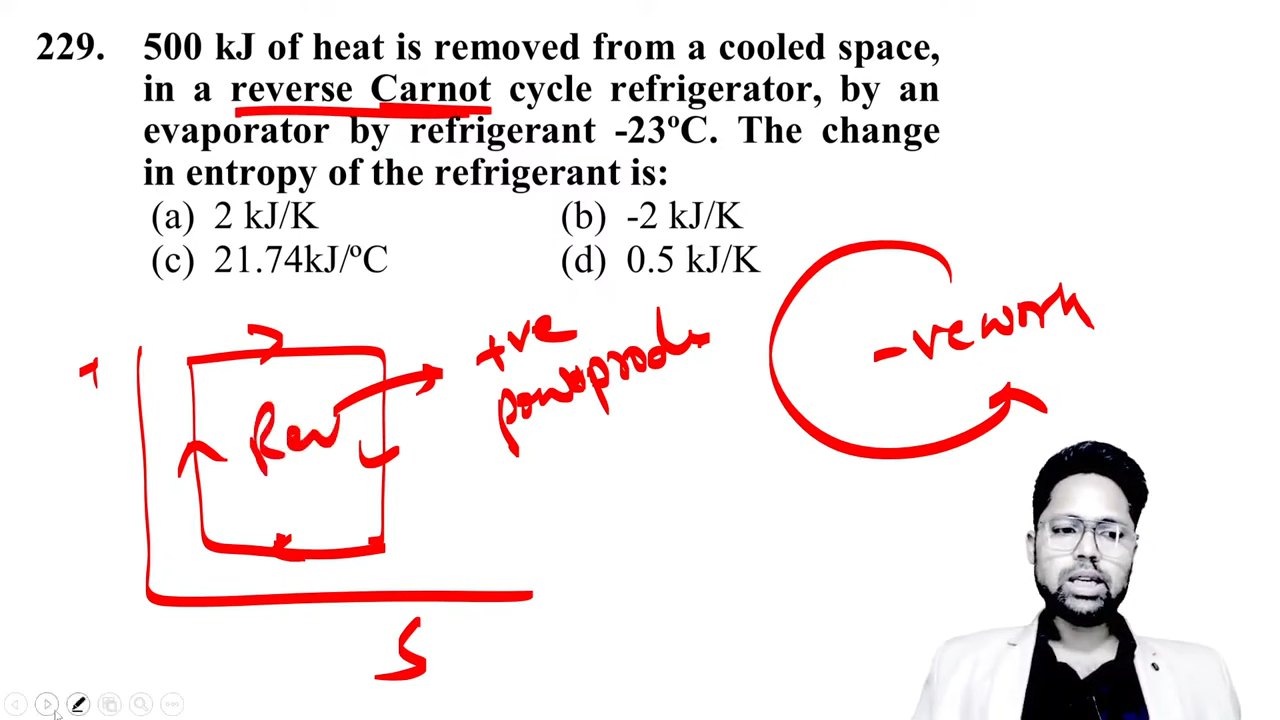 229. 500 kJ of heat is removed from a cooled space,
in a reverse Carnot cycle refrigerator, by an
evaporator by refrigerant -23ºC. The change
in entropy of the refrigerant is:
(a) 2 kJ/K (b) -2 kJ/K
(c) 21.74kJ/ºC (d) 0.5 kJ/K
+ve
-ve work
Rev
S